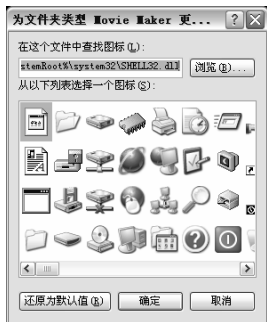 为文件夹类型 Movie Maker 更...
在这个文件中查找图标(L):
stemRoot%\system32\SHELL32.dll
浏览(B)...
从以下列表选择一个图标(S):
还原为默认值(R)
确定
取消